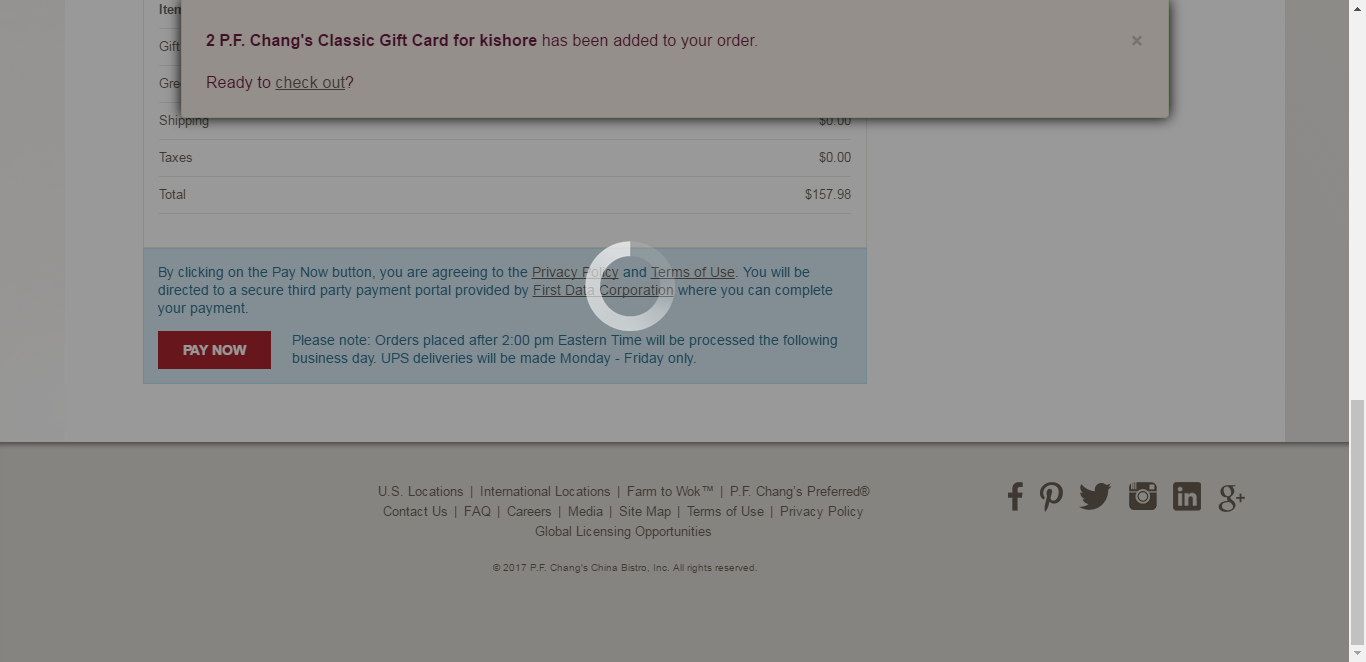 Item
2 P.F. Chang's Classic Gift Card for kishore has been added to your order.
×
Gift
Ready to check out?
Gre
Shipping $0.00
Taxes $0.00
Total $157.98
By clicking on the Pay Now button, you are agreeing to the Privacy Policy and Terms of Use. You will be
directed to a secure third party payment portal provided by First Data Corporation where you can complete
your payment.
PAY NOW
Please note: Orders placed after 2:00 pm Eastern Time will be processed the following
business day. UPS deliveries will be made Monday - Friday only.
U.S. Locations | International Locations | Farm to Wok™ | P.F. Chang's Preferred®
Contact Us | FAQ | Careers | Media | Site Map | Terms of Use | Privacy Policy
Global Licensing Opportunities
© 2017 P.F. Chang's China Bistro, Inc. All rights reserved.